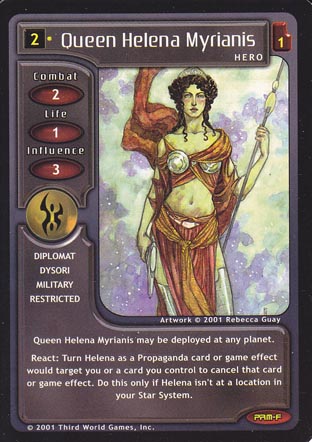 2 • Queen Helena Myrianis 1
HERO
Combat
2
Life
1
Influence
3
DIPLOMAT
DYSORI
MILITARY
RESTRICTED
Artwork © 2001 Rebecca Guay
Queen Helena Myrianis may be deployed at any planet.
React: Turn Helena as a Propaganda card or game effect
would target you or a card you control to cancel that card
or game effect. Do this only if Helena isn't at a location
in your Star System.
PRM-F
© 2001 Third World Games, Inc.